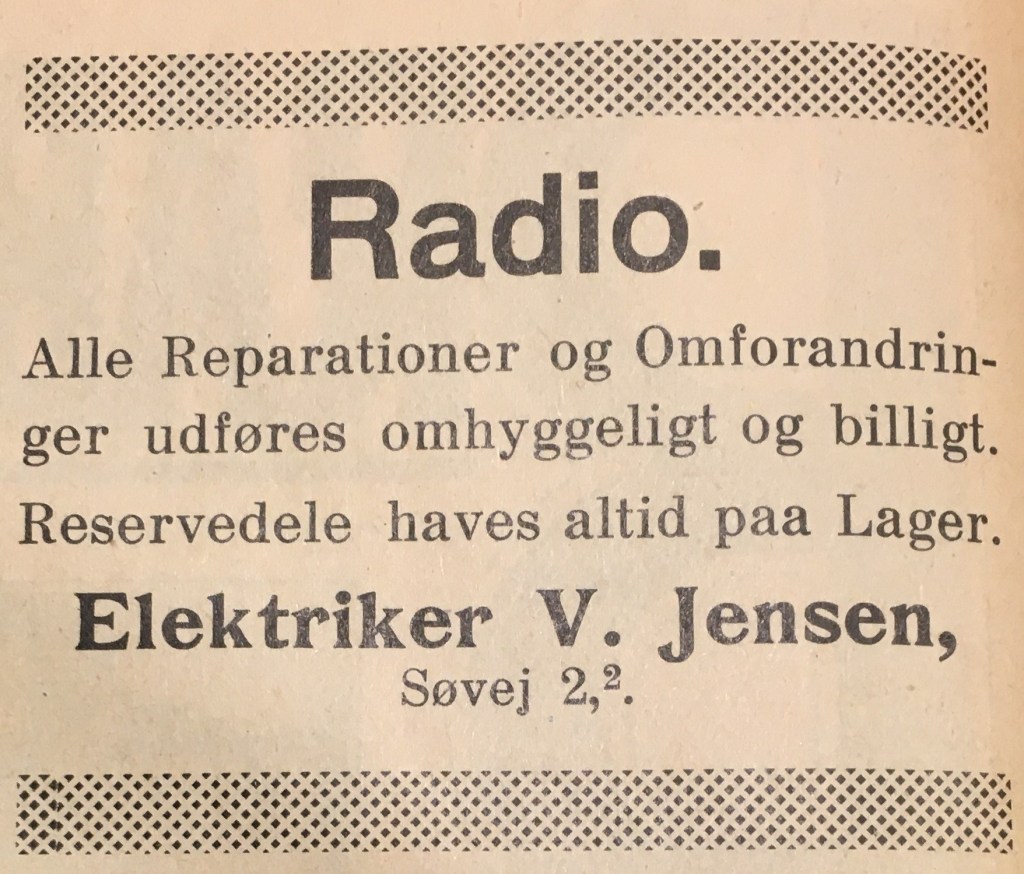 Radio.
Alle Reparationer og Omforandrin-
ger udføres omhyggeligt og billigt.
Reservedele haves altid paa Lager.
Elektriker V. Jensen,
Søvej 2,².